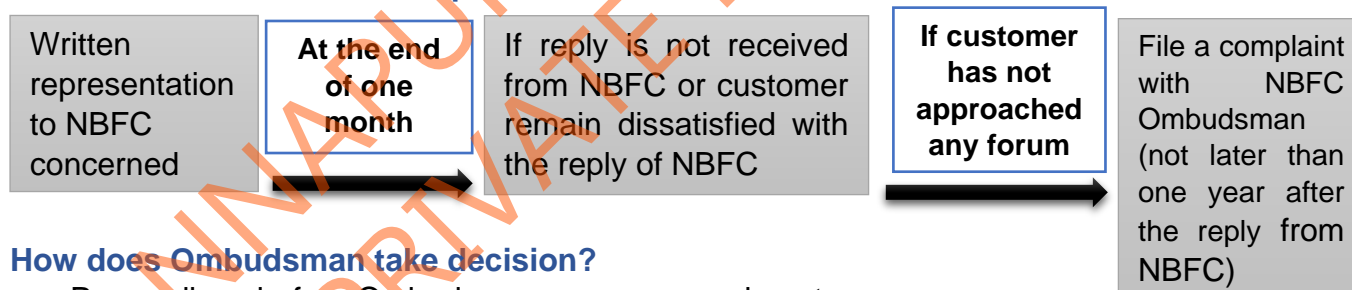 Written
representation
to NBFC
concerned
At the end
of one
month
If reply is not received
from NBFC or customer
remain dissatisfied with
the reply of NBFC
If customer
has not
approached
any forum
File a complaint
with NBFC
Ombudsman
(not later than
one year after
the reply from
NBFC)
How does Ombudsman take decision?